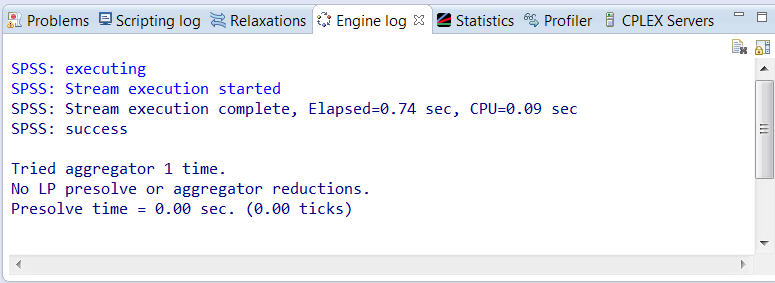 Problems Scripting log Relaxations Engine log Statistics Profiler CPLEX Servers
SPSS: executing
SPSS: Stream execution started
SPSS: Stream execution complete, Elapsed=0.74 sec, CPU=0.09 sec
SPSS: success
Tried aggregator 1 time.
No LP presolve or aggregator reductions.
Presolve time = 0.00 sec. (0.00 ticks)